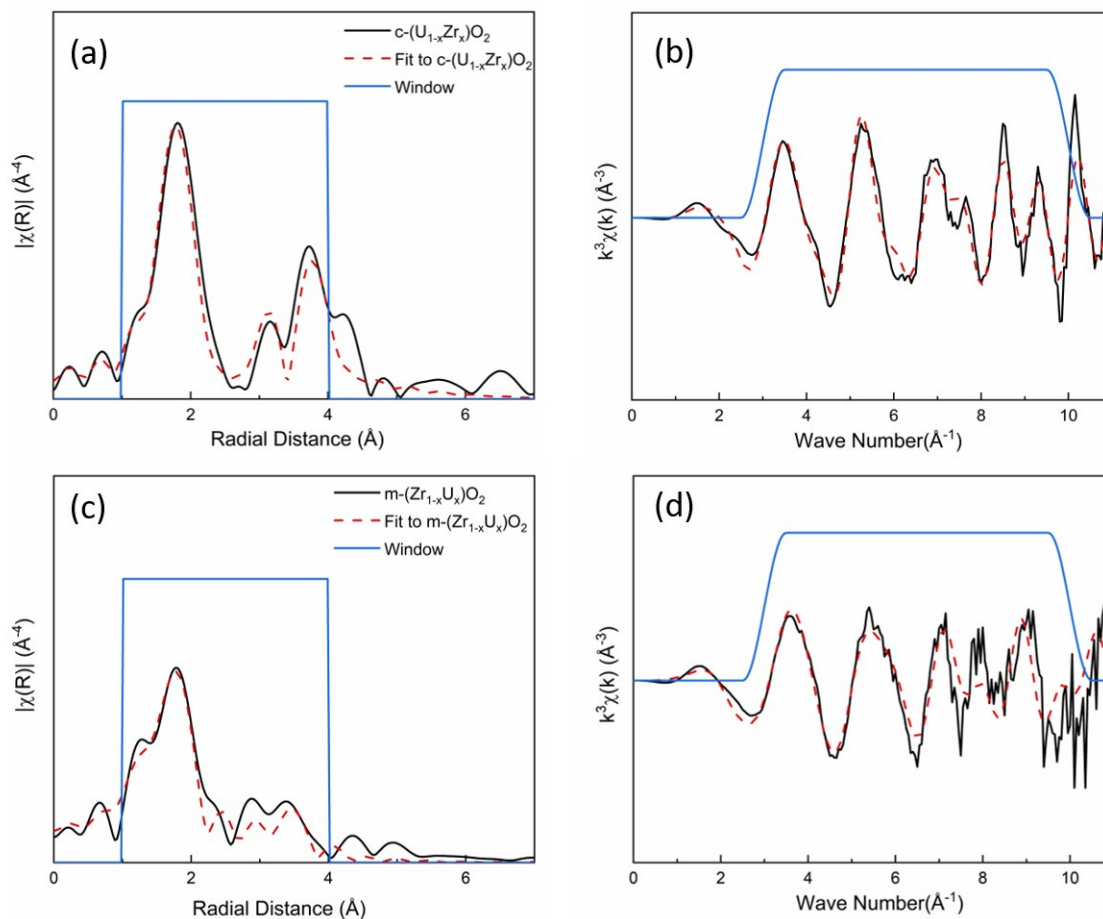 (a)
c-(U₁₋ₓZrₓ)O₂
Fit to c-(U₁₋ₓZrₓ)O₂
Window
|χ(R)| (Å⁻⁴)
0 2 4 6
Radial Distance (Å)
(b)
k³χ(k) (Å⁻³)
0 2 4 6 8 10
Wave Number(Å⁻¹)
(c)
m-(Zr₁₋ₓUₓ)O₂
Fit to m-(Zr₁₋ₓUₓ)O₂
Window
|χ(R)| (Å⁻⁴)
0 2 4 6
Radial Distance (Å)
(d)
k³χ(k) (Å⁻³)
0 2 4 6 8 10
Wave Number(Å⁻¹)